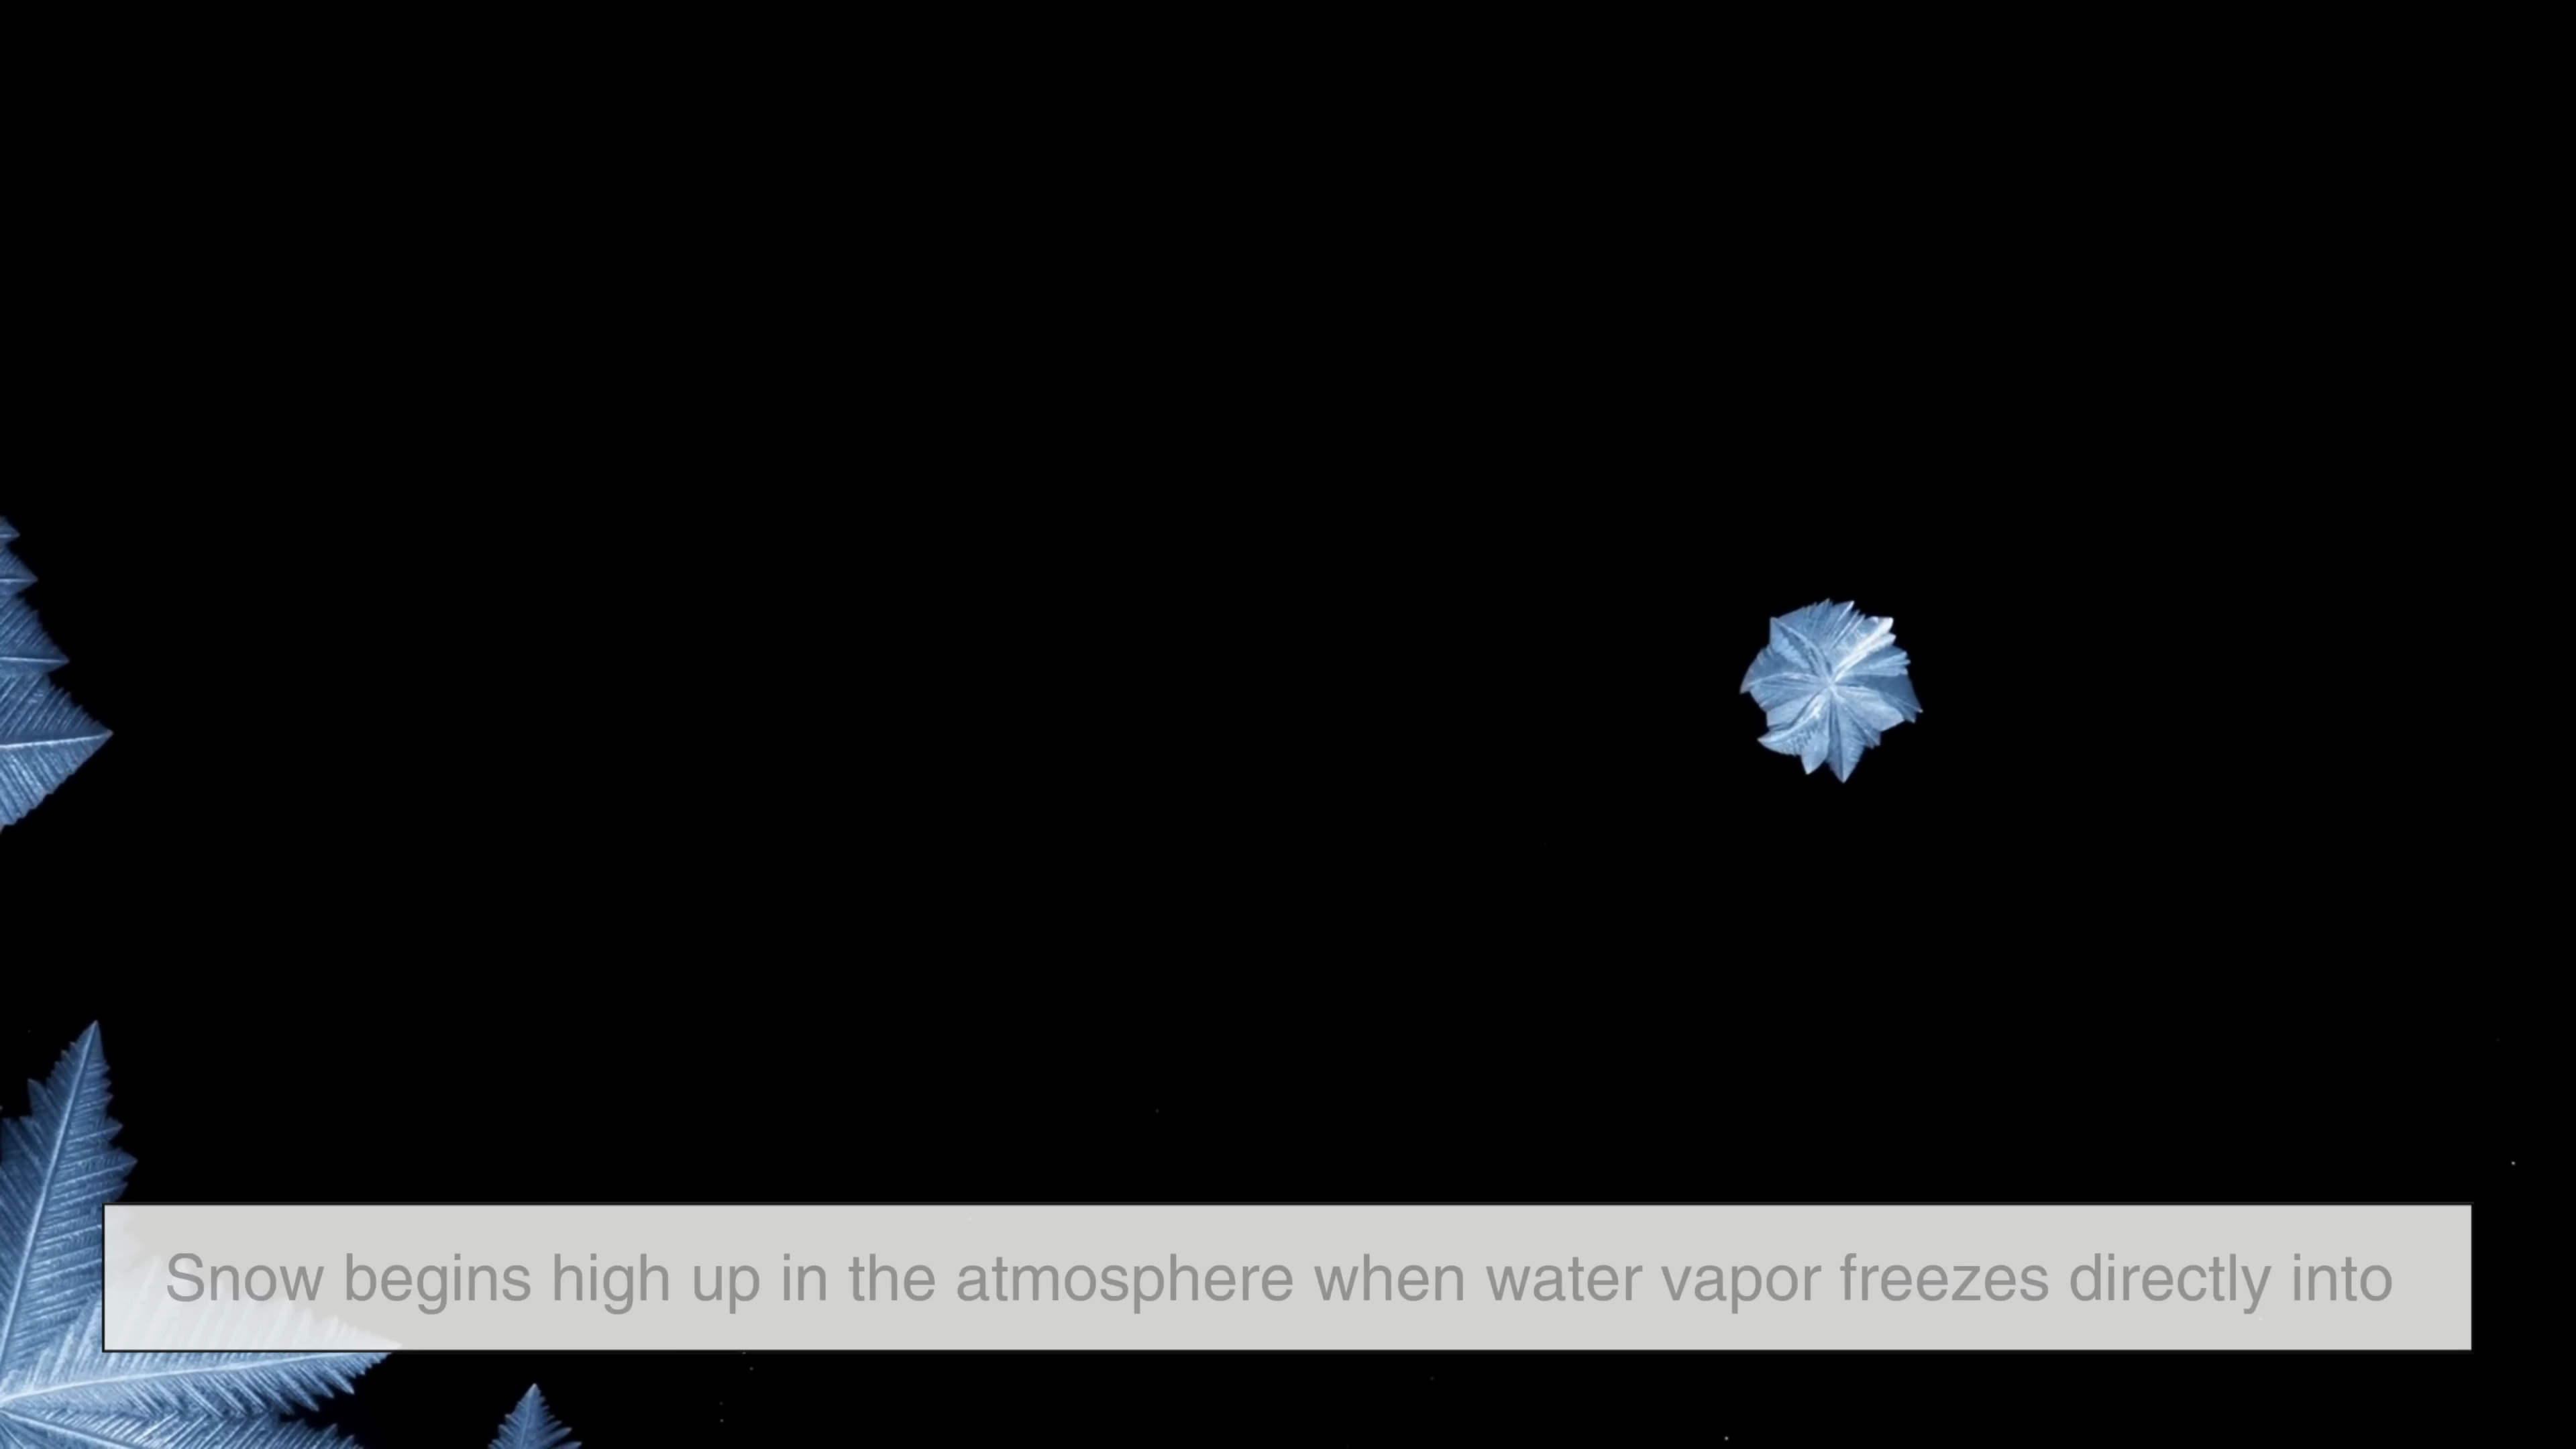 Snow begins high up in the atmosphere when water vapor freezes directly into